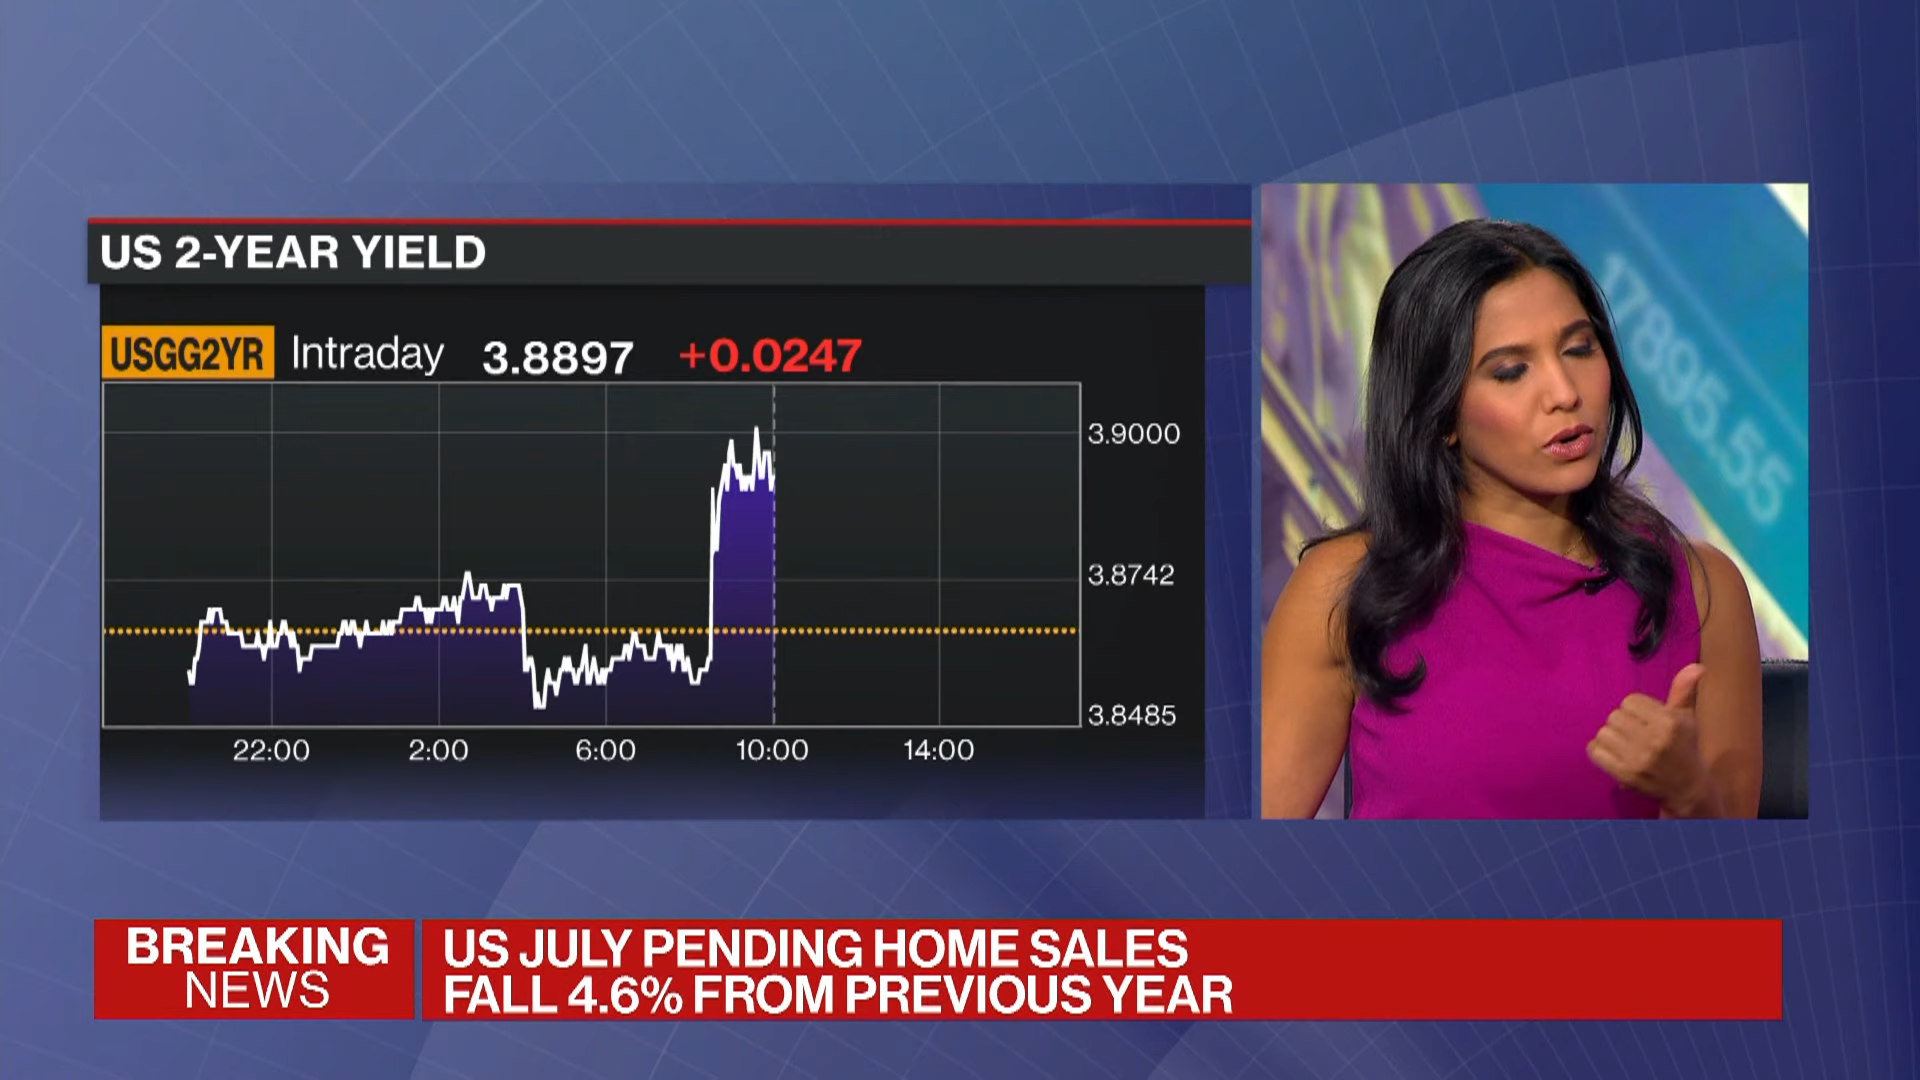 US 2-YEAR YIELD
USGG2YR Intraday 3.8897 +0.0247
3.9000
3.8742
3.8485
22:00 2:00 6:00 10:00 14:00
17895.55
BREAKING
NEWS
US JULY PENDING HOME SALES
FALL 4.6% FROM PREVIOUS YEAR